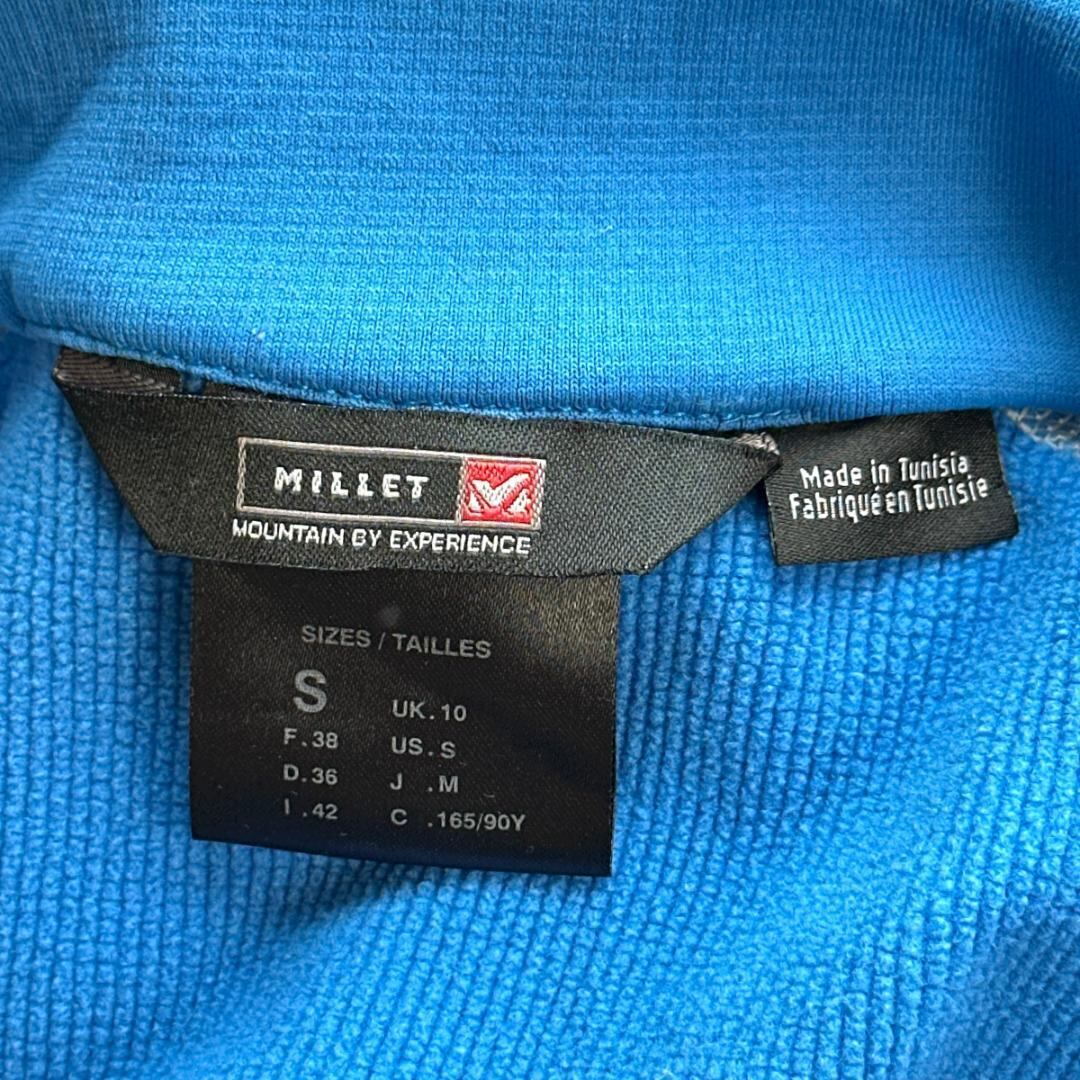 MILLET
MOUNTAIN BY EXPERIENCE
Made in Tunisia
Fabriqué en Tunisie
SIZES / TAILLES
S
UK. 10
F. 38
US. S
D. 36
J . M
I . 42
C . 165/90Y